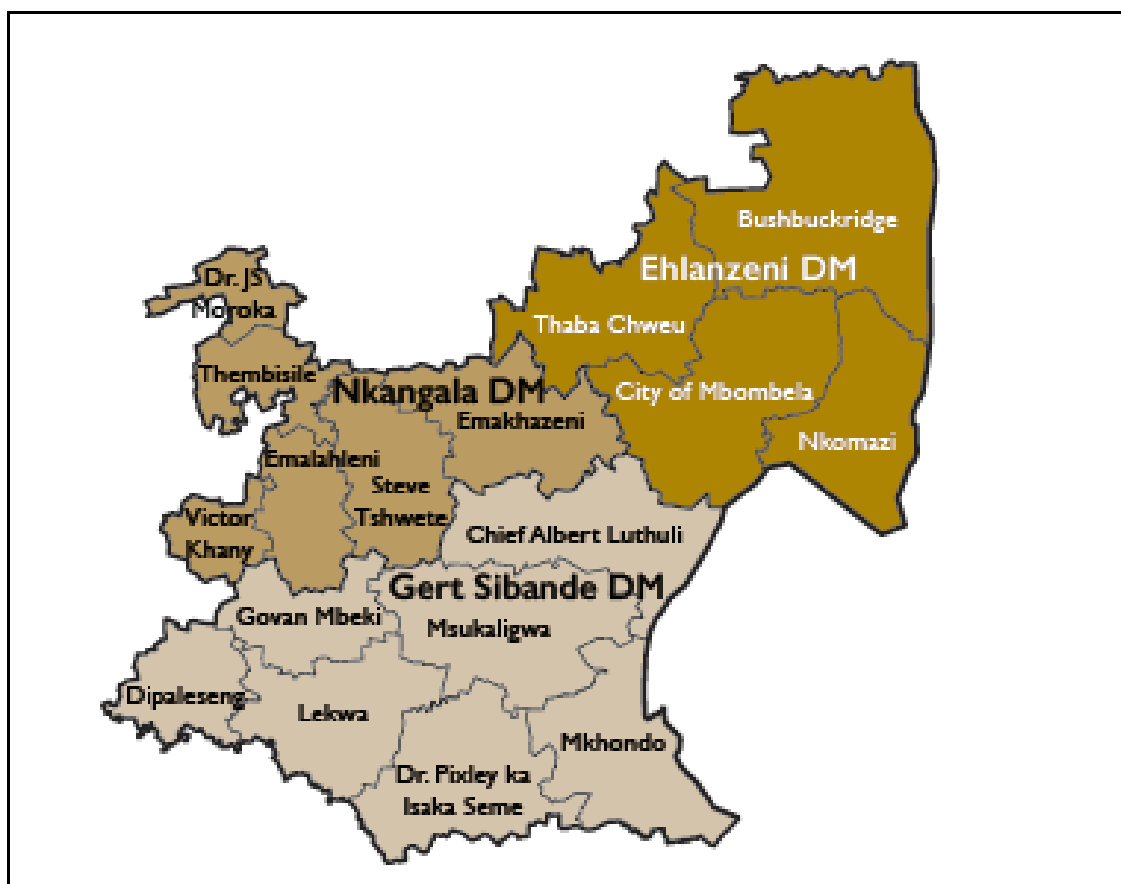 Bushbuckridge
Ehlanzeni DM
Dr. JS
Moroka
Thaba Chweu
Thembisile
Nkangala DM
City of Mbombela
Emakhazeni
Nkomazi
Emalahleni
Steve
Tshwete
Victor
Khany
Chief Albert Luthuli
Gert Sibande DM
Govan Mbeki
Msukaligwa
Dipaleseng
Lekwa
Mkhondo
Dr. Pixley ka
Isaka Seme